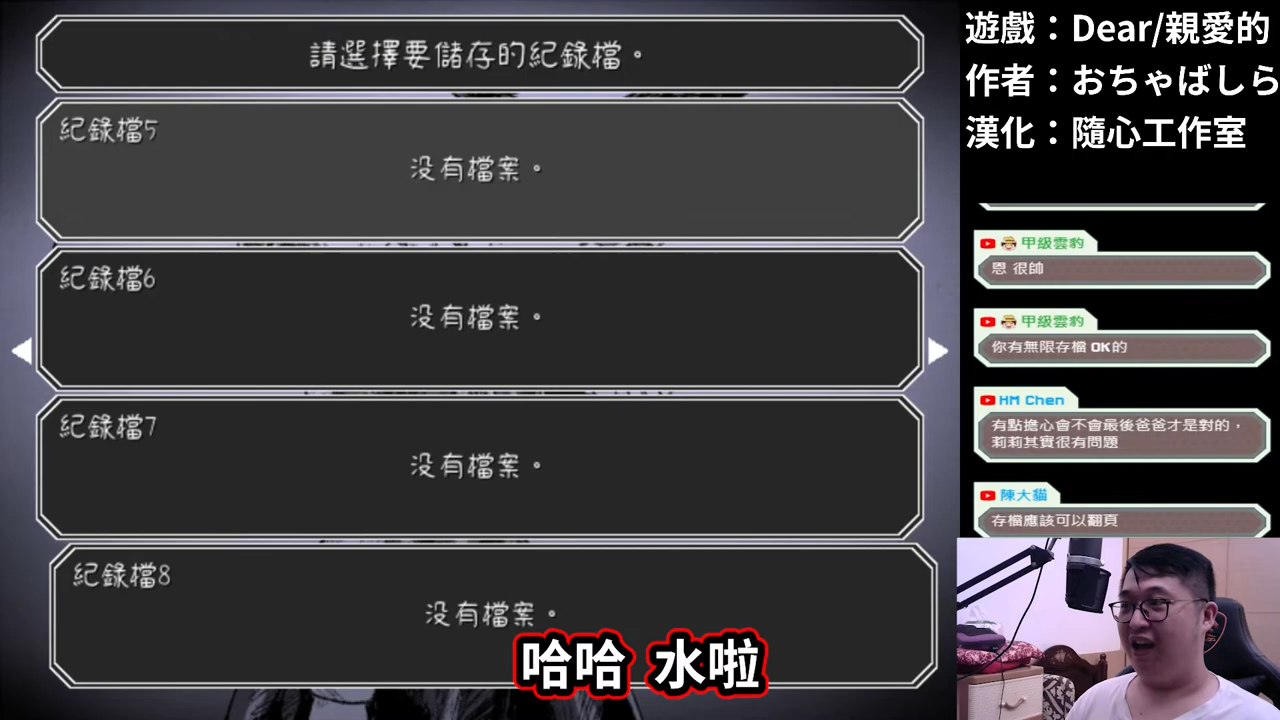 請選擇要儲存的紀錄檔。
紀錄檔5
没有檔案。
紀錄檔6
没有檔案。
紀錄檔7
没有檔案。
紀錄檔8
没有檔案。
哈哈 水啦
遊戲：Dear/親愛的
作者：おちゃばしら
漢化：隨心工作室
甲級雲豹
恩 很帥
甲級雲豹
你有無限存檔 OK的
HM Chen
有點擔心會不會最後爸爸才是對的，
莉莉其實很有問題
陳大貓
存檔應該可以翻頁